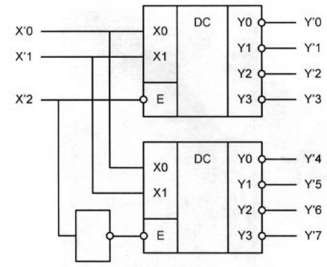 X'0 X0 DC Y0 Y'0
X'1 X1 Y1 Y'1
Y2 Y'2
X'2 E Y3 Y'3
X0 DC Y0 Y'4
X1 Y1 Y'5
Y2 Y'6
E Y3 Y'7